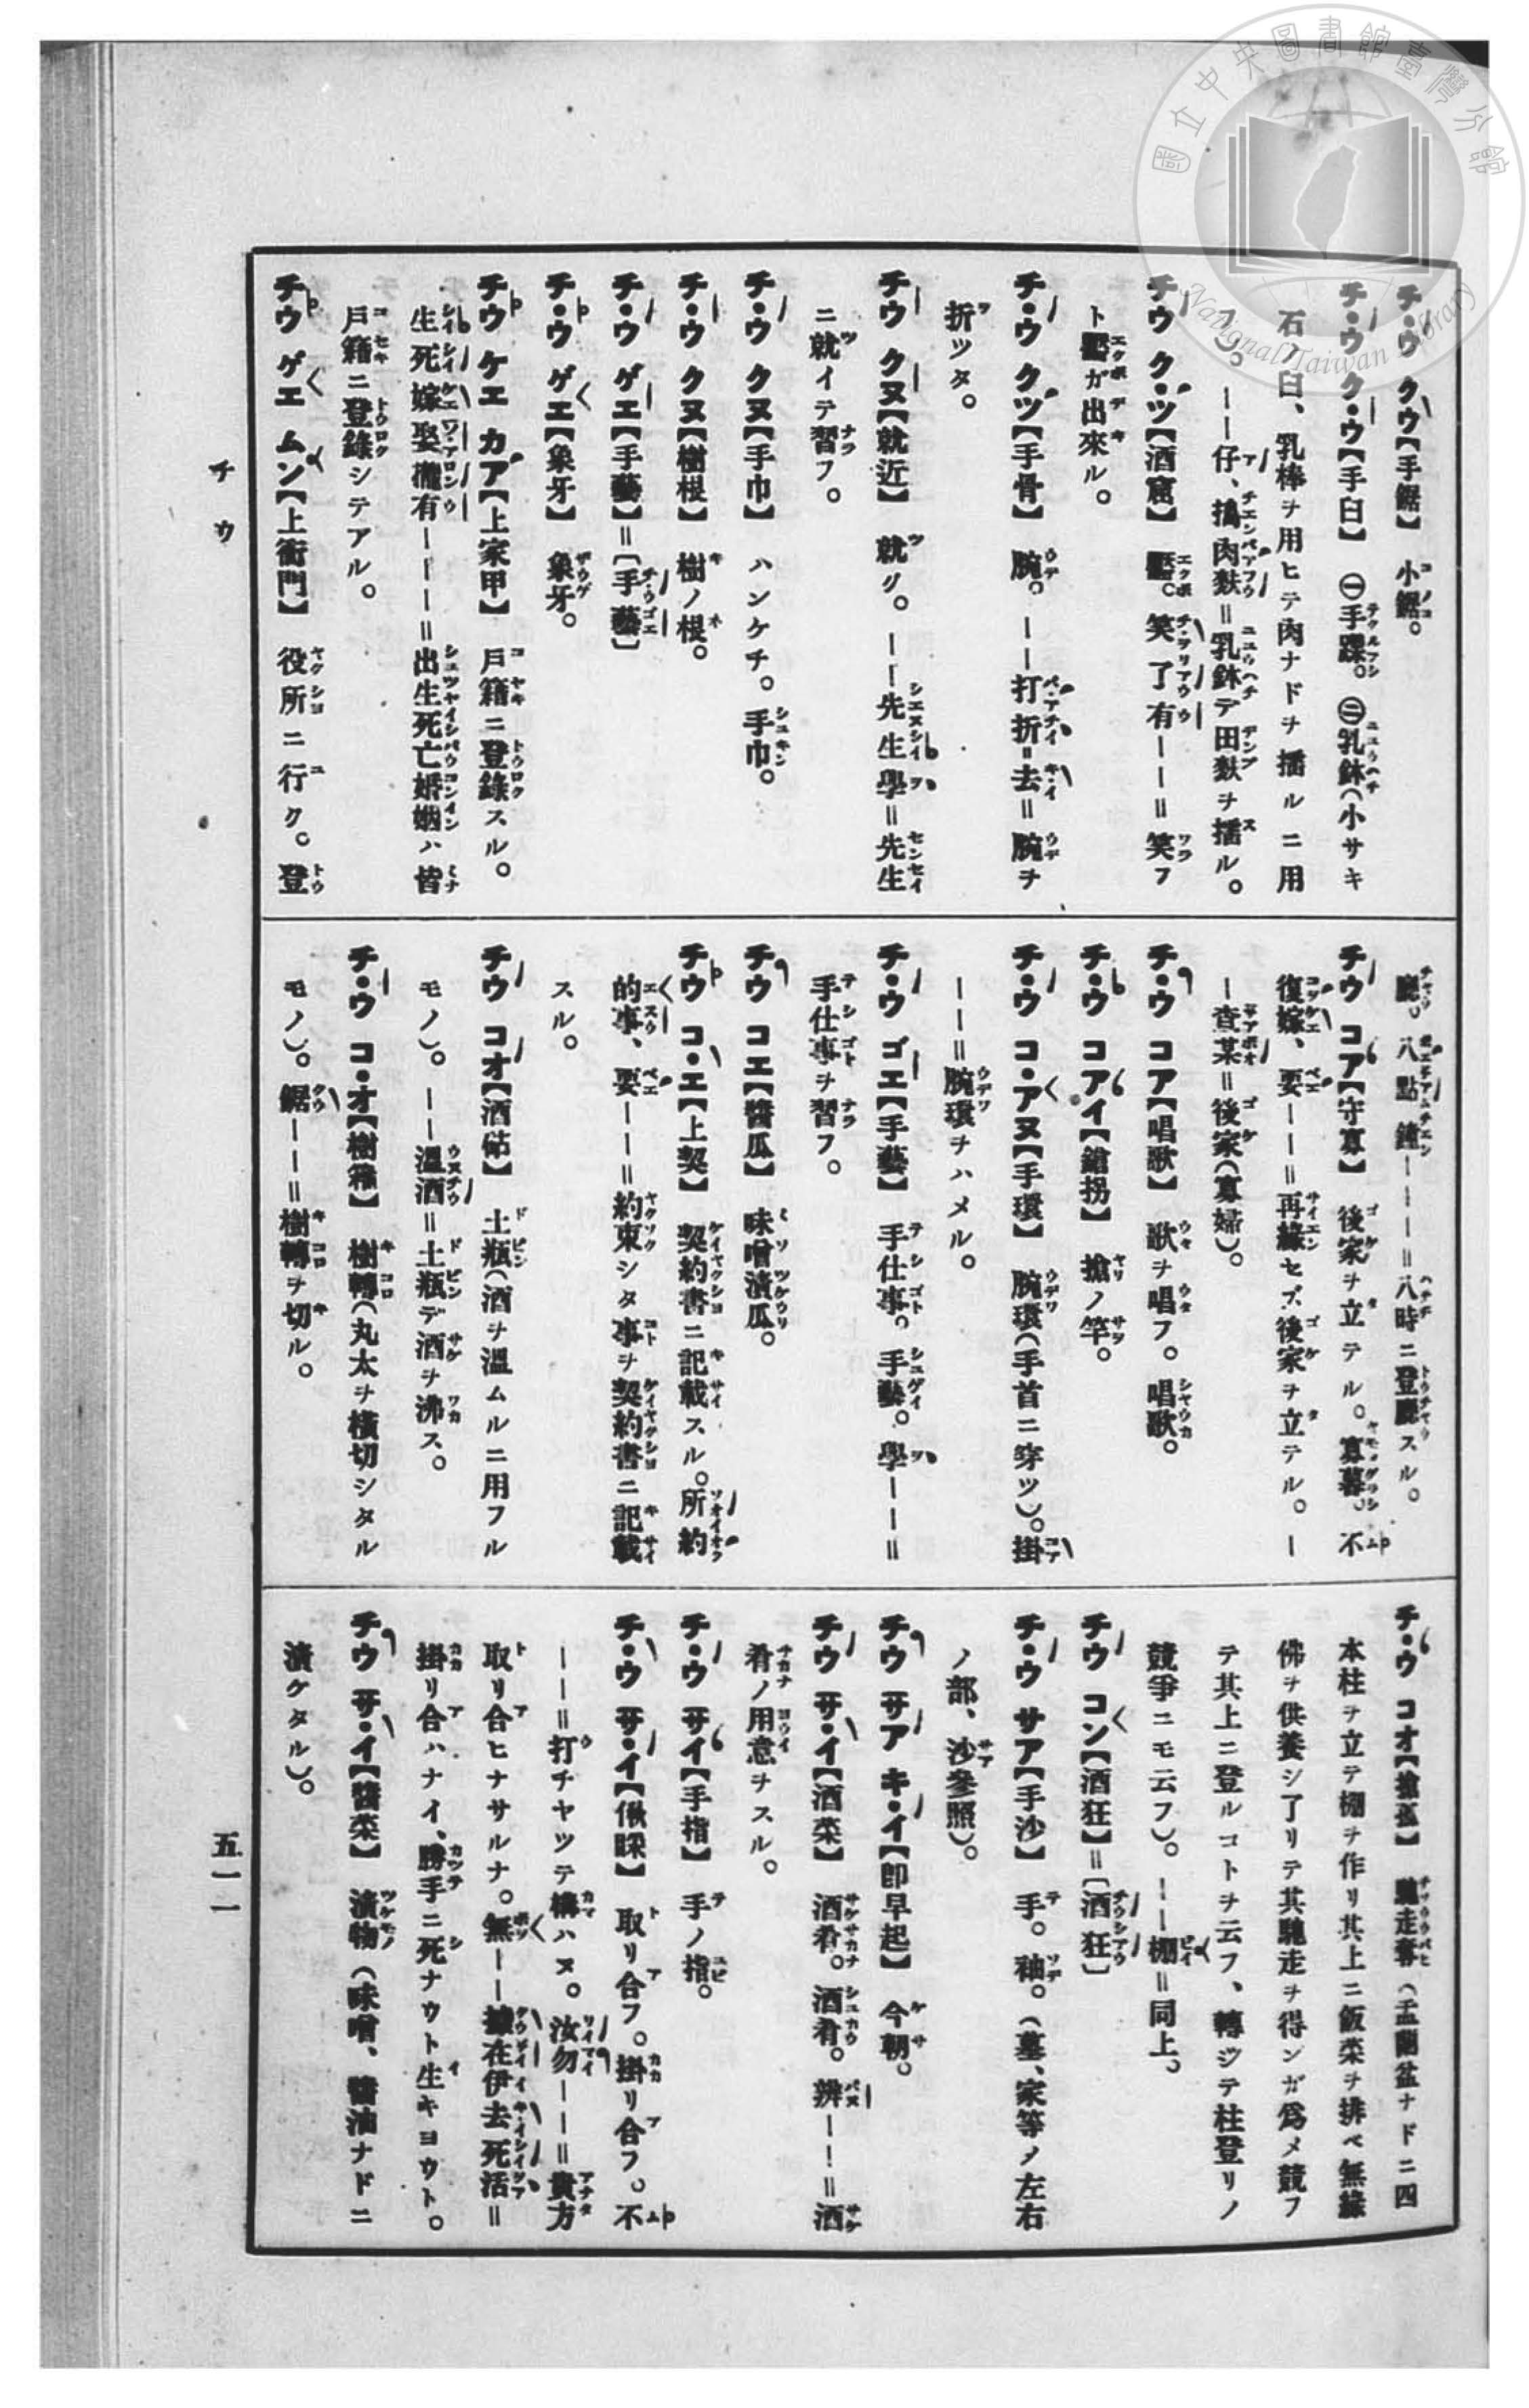 國立中央圖書館臺灣分館
National Taiwan Library
チ・ウ クウ【手鋸】 小鋸。
チ・ウ ク・ウ【手臼】 ㊀手踝。㊁乳鉢(小サキ
石ノ臼、乳棒ヲ用ヒテ肉ナドヲ擂ルニ用
フ)。——仔、搗肉麩=乳鉢デ田麩ヲ擂ル。
チウ ク・ツ【酒窟】 靨。笑了有——=笑フ
ト靨ガ出來ル。
チ・ウ クツ【手骨】 腕。——打折=去=腕ヲ
折ツタ。
チウ クヌ【就近】 就ク。——先生學=先生
ニ就イテ習フ。
チ・ウ クヌ【手巾】 ハンケチ。手巾。
チ・ウ クヌ【樹根】 樹ノ根。
チ・ウ ゲエ【手藝】=〔手藝〕
チ・ウ ゲエ【象牙】 象牙。
チウ ケエ カア【上家甲】 戶籍ニ登錄スル。
生死嫁娶攏有———=出生死亡婚姻ハ皆
戶籍ニ登錄シテアル。
チウ ゲエ ムン【上衙門】 役所ニ行ク。登
廳。八點鐘———=八時ニ登廳スル。
チウ コア【守寡】 後家ヲ立テル。寡暮。不
復嫁、要——=再緣セズ後家ヲ立テル。—
—查某=後家(寡婦)。
チ・ウ コア【唱歌】 歌ヲ唱フ。唱歌。
チ・ウ コアイ【鎗拐】 搶ノ竿。
チ・ウ コ・アヌ【手環】 腕環(手首ニ穿ツ)。掛
——=腕環ヲハメル。
チ・ウ ゴエ【手藝】 手仕事。手藝。學——=
手仕事ヲ習フ。
チウ コエ【醬瓜】 味噌漬瓜。
チウ コ・エ【上契】 契約書ニ記載スル。所約
的事、要——=約束シタ事ヲ契約書ニ記載
スル。
チウ コオ【酒砧】 土瓶(酒ヲ溫ムルニ用フル
モノ)。——溫酒=土瓶デ酒ヲ沸ス。
チ・ウ コ・オ【樹箍】 樹轉(丸太ヲ橫切シタル
モノ)。鋸——=樹轉ヲ切ル。
チ・ウ コオ【搶孤】 馳走奪(盂蘭盆ナドニ四
本柱ヲ立テ棚ヲ作リ其上ニ飯菜ヲ排ベ無緣
佛ヲ供養シ了リテ其馳走ヲ得ンガ爲メ競フ
テ其上ニ登ルコトヲ云フ、轉ジテ柱登リノ
競爭ニモ云フ)。——棚=同上。
チウ コン【酒狂】=〔酒狂〕
チ・ウ サア【手沙】 手。袖。(墓、家等ノ左右
ノ部、沙參照)。
チウ サア キ・イ【卽早起】 今朝。
チウ サ・イ【酒菜】 酒肴。酒肴。辨——=酒
肴ノ用意ヲスル。
チ・ウ サイ【手指】 手ノ指。
チ・ウ サ・イ【偢睬】 取リ合フ。掛リ合フ。不
——=打チヤツテ構ハヌ。汝勿——=貴方
取リ合ヒナサルナ。無——據在伊去死活=
掛リ合ハナイ、勝手ニ死ナウト生キヨウト。
チウ サ・イ【醬菜】 漬物(味噌、醬油ナドニ
漬ケタル)。
チウ
五一一